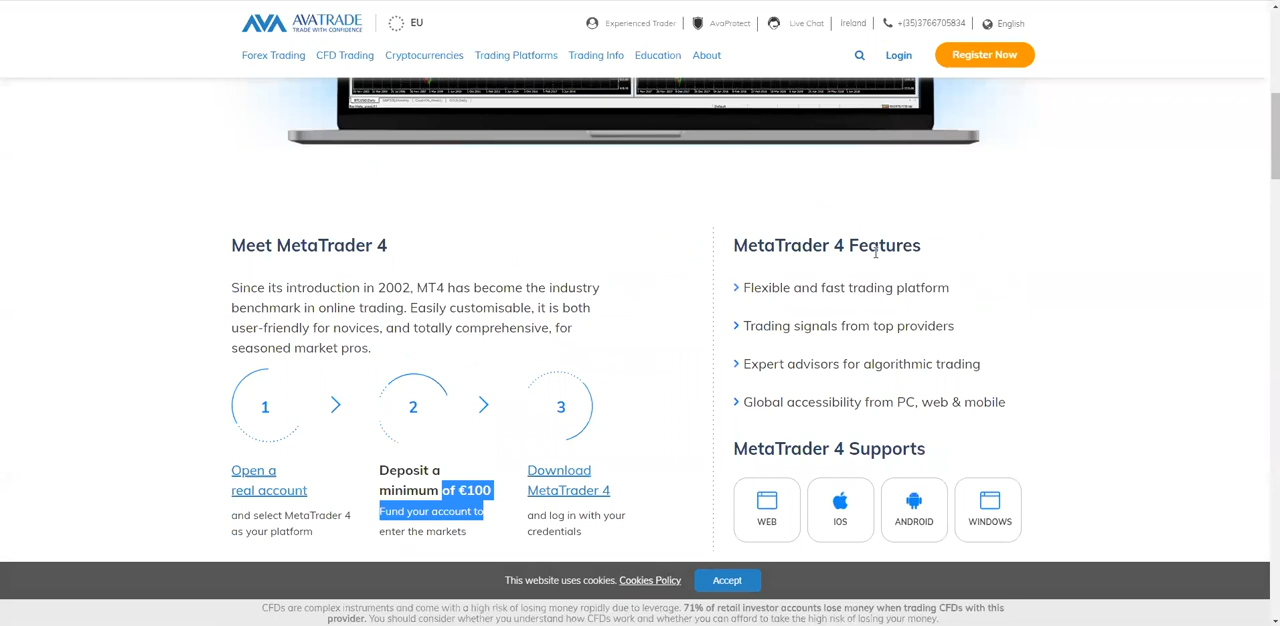 AVATRADE
TRADE WITH CONFIDENCE
EU
Experienced Trader
AvaProtect
Live Chat
Ireland
+(35)3766705834
English
Forex Trading
CFD Trading
Cryptocurrencies
Trading Platforms
Trading Info
Education
About
Login
Register Now
Meet MetaTrader 4
Since its introduction in 2002, MT4 has become the industry
benchmark in online trading. Easily customisable, it is both
user-friendly for novices, and totally comprehensive, for
seasoned market pros.
1
2
3
Open a
real account
and select MetaTrader 4
as your platform
Deposit a
minimum of €100
Fund your account to
enter the markets
Download
MetaTrader 4
and log in with your
credentials
MetaTrader 4 Features
Flexible and fast trading platform
Trading signals from top providers
Expert advisors for algorithmic trading
Global accessibility from PC, web & mobile
MetaTrader 4 Supports
WEB
IOS
ANDROID
WINDOWS
This website uses cookies. Cookies Policy
Accept
CFDs are complex instruments and come with a high risk of losing money rapidly due to leverage. 71% of retail investor accounts lose money when trading CFDs with this
provider. You should consider whether you understand how CFDs work and whether you can afford to take the high risk of losing your money.